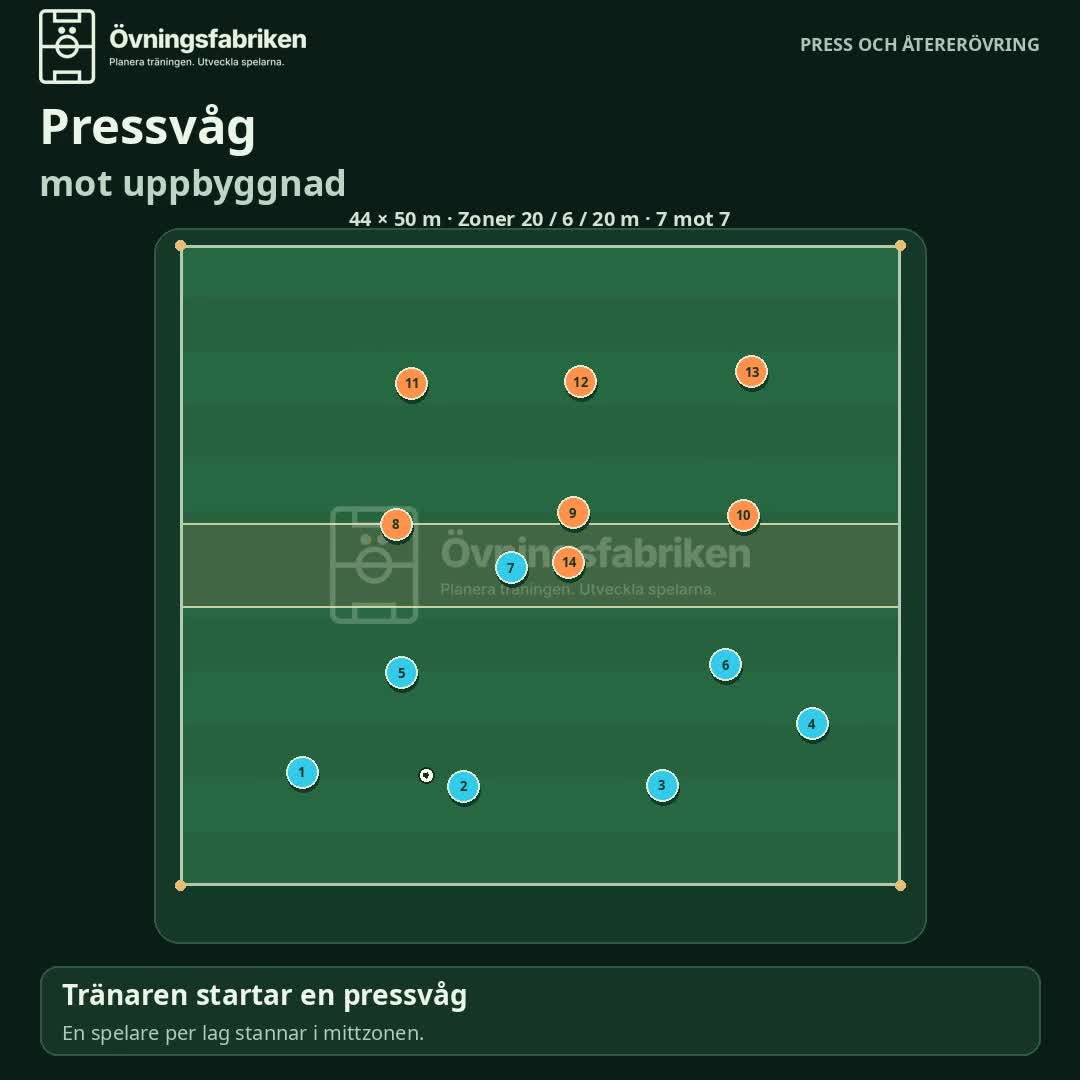 Övningsfabriken
Planera träningen. Utveckla spelarna.
PRESS OCH ÅTERERÖVRING
Pressvåg
mot uppbyggnad
44 × 50 m · Zoner 20 / 6 / 20 m · 7 mot 7
11
12
13
8
9
10
Övningsfabriken
7
14
Planera träningen. Utveckla spelarna.
5
6
4
1
2
3
Tränaren startar en pressvåg
En spelare per lag stannar i mittzonen.